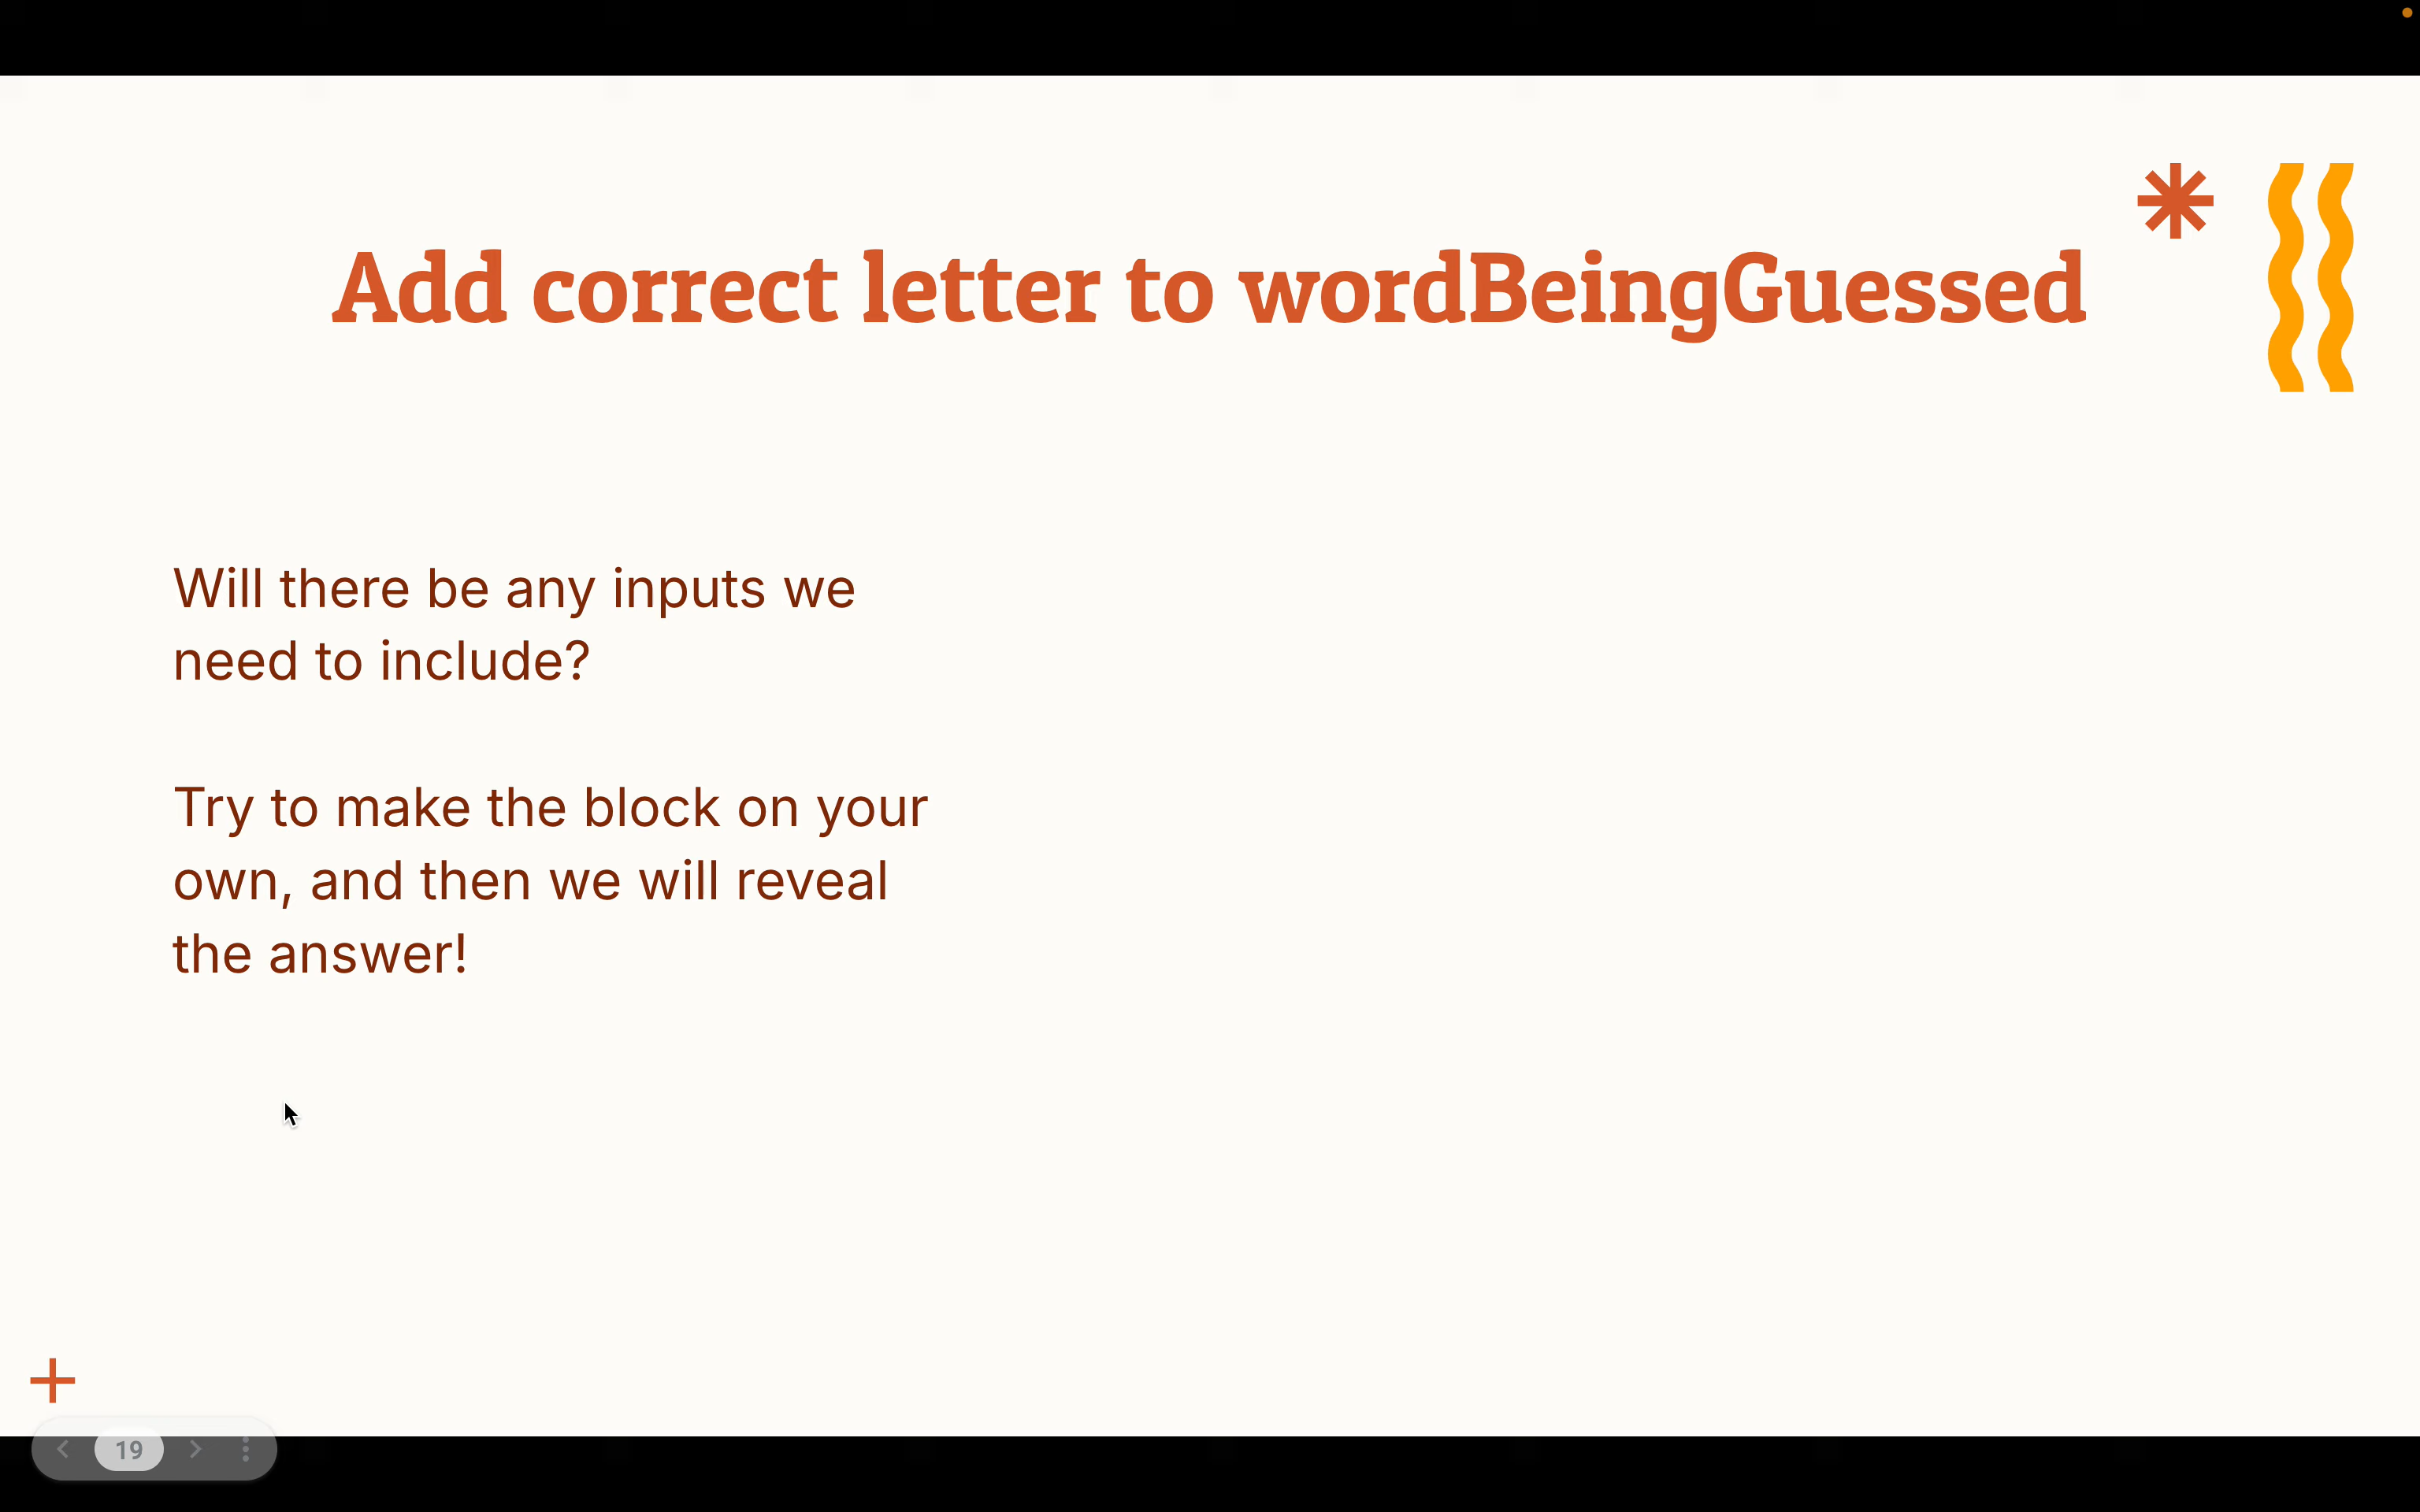 Add correct letter to wordBeingGuessed
Will there be any inputs we
need to include?
Try to make the block on your
own, and then we will reveal
the answer!
19